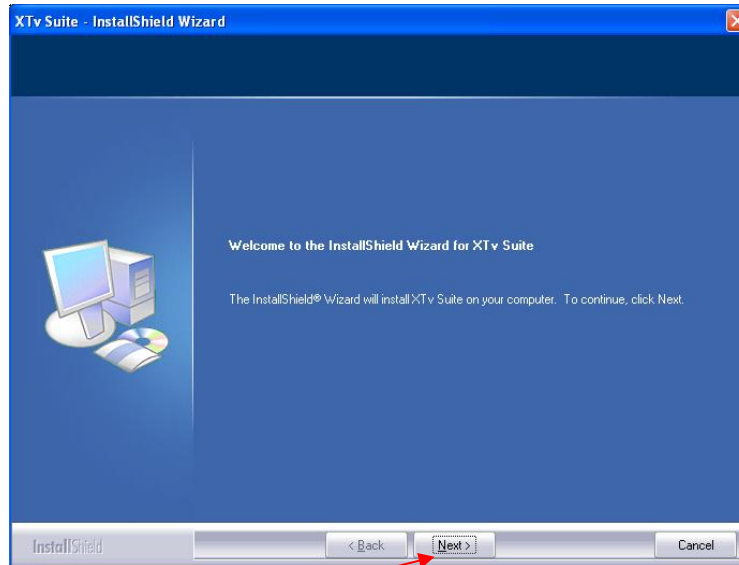 XTv Suite - InstallShield Wizard
Welcome to the InstallShield Wizard for XTv Suite
The InstallShield® Wizard will install XTv Suite on your computer. To continue, click Next.
InstallShield
< Back
Next >
Cancel